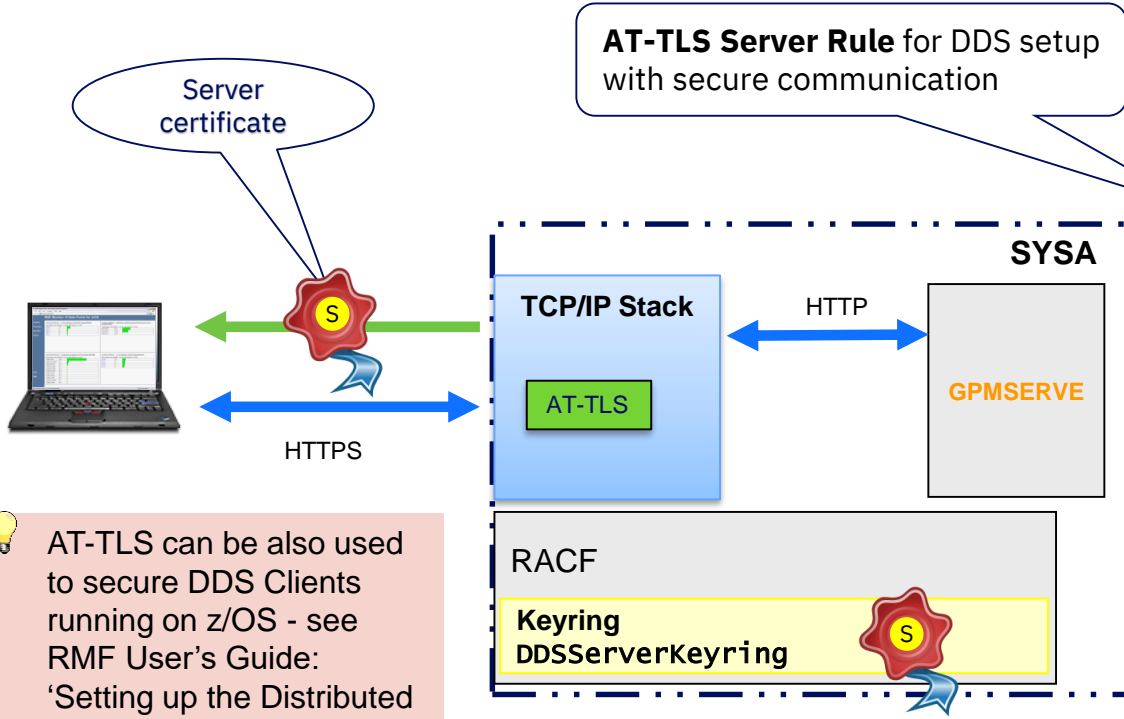 AT-TLS Server Rule for DDS setup
with secure communication
Server
certificate
SYSA
TCP/IP Stack
HTTP
S
AT-TLS
GPMSERVE
HTTPS
AT-TLS can be also used
to secure DDS Clients
running on z/OS - see
RMF User's Guide:
‘Setting up the Distributed
RACF
Keyring
DDSServerKeyring
S